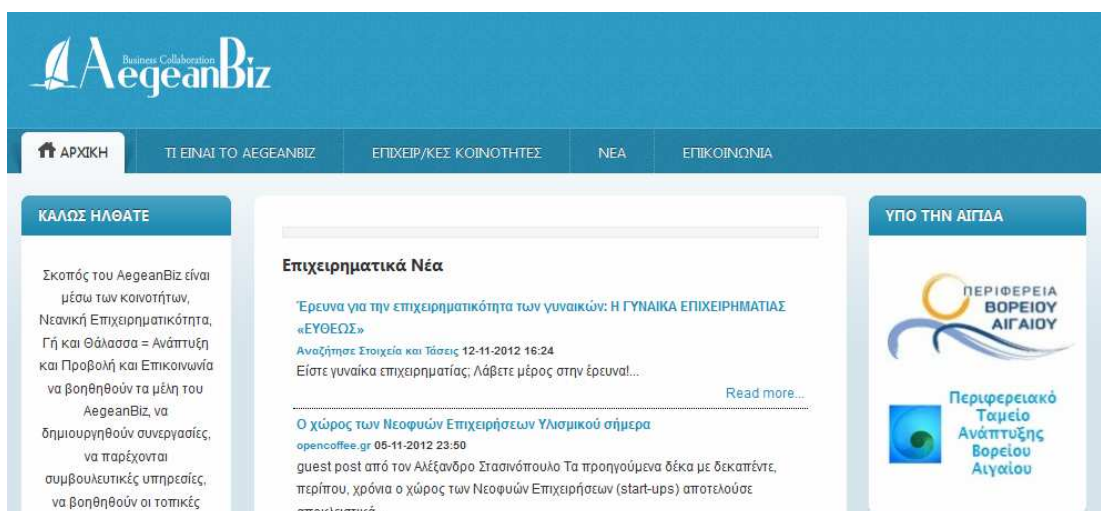 Business Collaboration
AegeanBiz
ΑΡΧΙΚΗ
ΤΙ ΕΙΝΑΙ ΤΟ AEGEANBIZ
ΕΠΙΧΕΙΡ/ΚΕΣ ΚΟΙΝΟΤΗΤΕΣ
ΝΕΑ
ΕΠΙΚΟΙΝΩΝΙΑ
ΚΑΛΩΣ ΗΛΘΑΤΕ
Σκοπός του AegeanBiz είναι
μέσω των κοινοτήτων,
Νεανική Επιχειρηματικότητα,
Γή και Θάλασσα = Ανάπτυξη
και Προβολή και Επικοινωνία
να βοηθηθούν τα μέλη του
AegeanBiz, να
δημιουργηθούν συνεργασίες,
να παρέχονται
συμβουλευτικές υπηρεσίες,
να βοηθηθούν οι τοπικές
Επιχειρηματικά Νέα
Έρευνα για την επιχειρηματικότητα των γυναικών: Η ΓΥΝΑΙΚΑ ΕΠΙΧΕΙΡΗΜΑΤΙΑΣ
«ΕΥΘΕΩΣ»
Αναζήτησε Στοιχεία και Τάσεις 12-11-2012 16:24
Είστε γυναίκα επιχειρηματίας; Λάβετε μέρος στην έρευνα!...
Read more...
Ο χώρος των Νεοφυών Επιχειρήσεων Υλισμικού σήμερα
opencoffee.gr 05-11-2012 23:50
guest post από τον Αλέξανδρο Στασινόπουλο Τα προηγούμενα δέκα με δεκαπέντε,
περίπου, χρόνια ο χώρος των Νεοφυών Επιχειρήσεων (start-ups) αποτελούσε
ΥΠΟ ΤΗΝ ΑΙΓΙΔΑ
ΠΕΡΙΦΕΡΕΙΑ
ΒΟΡΕΙΟΥ
ΑΙΓΑΙΟΥ
Περιφερειακό
Ταμείο
Ανάπτυξης
Βορείου
Αιγαίου